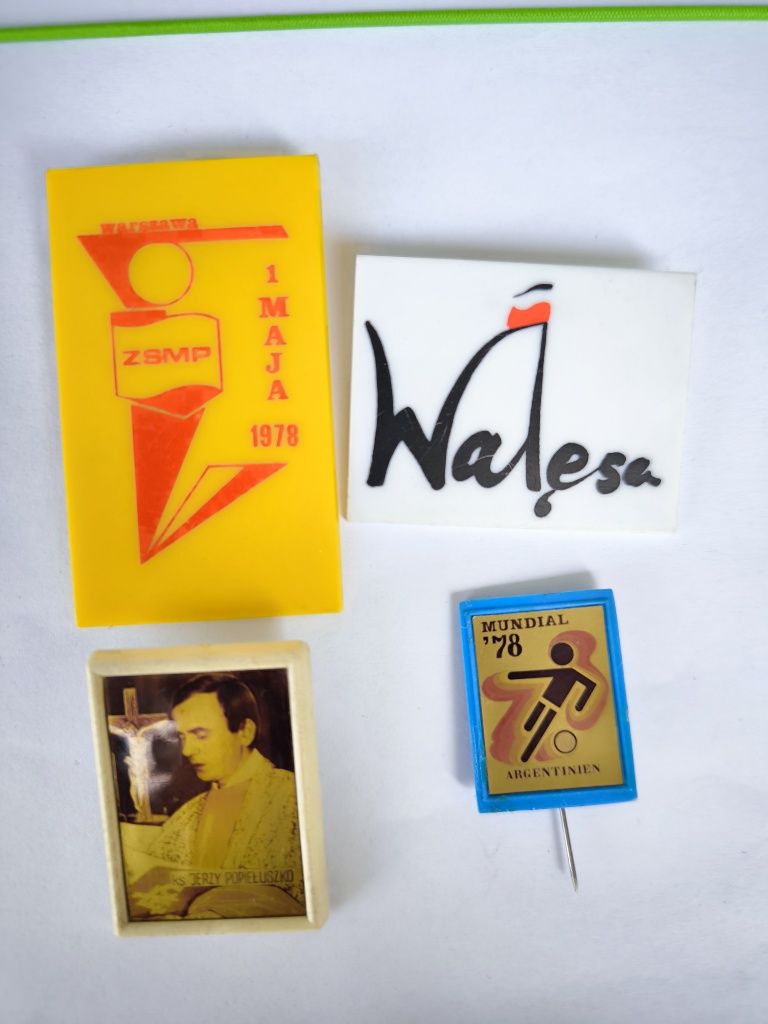 Warszawa
1
MAJA
1978
ZSMP
Wałęsa
MUNDIAL
'78
ARGENTINIEN
KS JERZY POPIEŁUSZKO